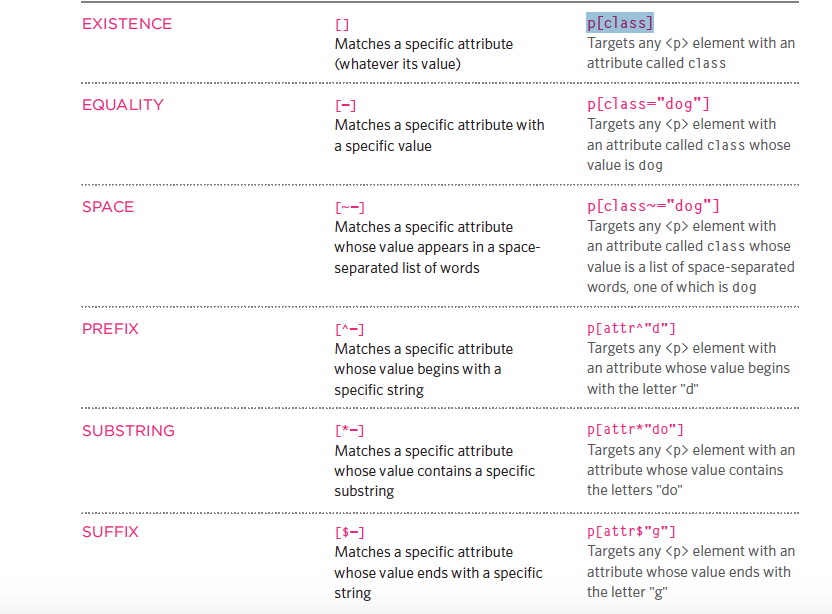 EXISTENCE
[]
Matches a specific attribute
(whatever its value)
p[class]
Targets any <p> element with an
attribute called class
EQUALITY
[=]
Matches a specific attribute with
a specific value
p[class="dog"]
Targets any <p> element with
an attribute called class whose
value is dog
SPACE
[~=]
Matches a specific attribute
whose value appears in a space-
separated list of words
p[class~="dog"]
Targets any <p> element with
an attribute called class whose
value is a list of space-separated
words, one of which is dog
PREFIX
[^=]
Matches a specific attribute
whose value begins with a
specific string
p[attr^"d"]
Targets any <p> element with
an attribute whose value begins
with the letter "d"
SUBSTRING
[*=]
Matches a specific attribute
whose value contains a specific
substring
p[attr*"do"]
Targets any <p> element with an
attribute whose value contains
the letters "do"
SUFFIX
[$=]
Matches a specific attribute
whose value ends with a specific
string
p[attr$"g"]
Targets any <p> element with an
attribute whose value ends with
the letter "g"